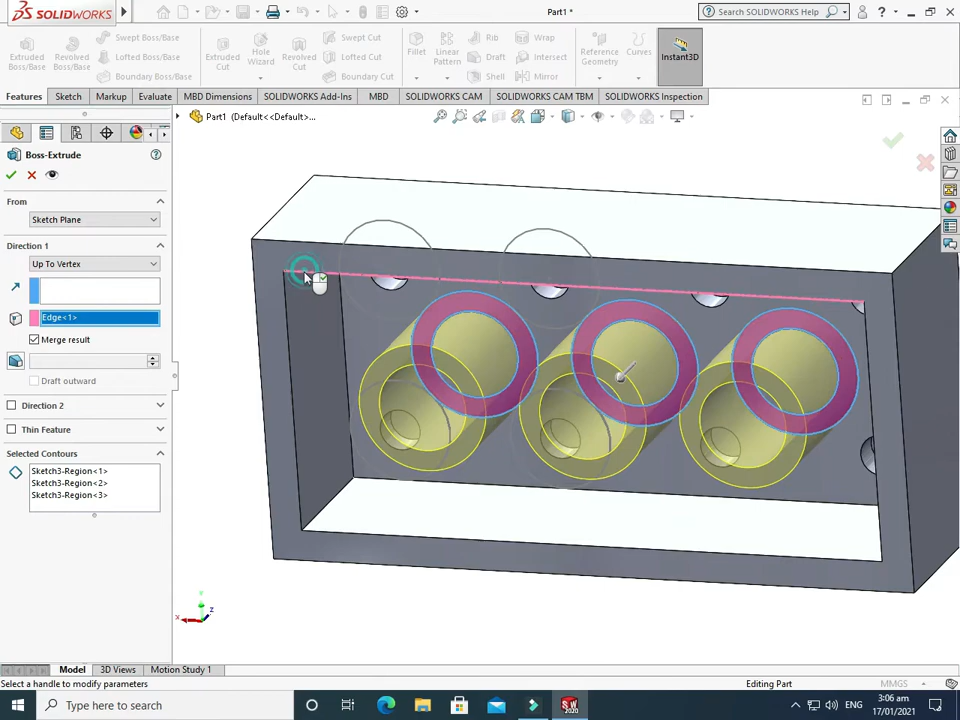 SOLIDWORKS
Part1 *
Search SOLIDWORKS Help
Extruded Boss/Base
Revolved Boss/Base
Swept Boss/Base
Lofted Boss/Base
Boundary Boss/Base
Extruded Cut
Hole Wizard
Revolved Cut
Swept Cut
Lofted Cut
Boundary Cut
Fillet
Linear Pattern
Rib
Draft
Shell
Wrap
Intersect
Mirror
Reference Geometry
Curves
Instant3D
Features
Sketch
Markup
Evaluate
MBD Dimensions
SOLIDWORKS Add-Ins
MBD
SOLIDWORKS CAM
SOLIDWORKS CAM TBM
SOLIDWORKS Inspection
Part1 (Default<<Default>...
Boss-Extrude
From
Sketch Plane
Direction 1
Up To Vertex
Edge<1>
Merge result
Draft outward
Direction 2
Thin Feature
Selected Contours
Sketch3-Region<1>
Sketch3-Region<2>
Sketch3-Region<3>
Y
X
Z
Model
3D Views
Motion Study 1
Select a handle to modify parameters
Editing Part
MMGS
Type here to search
SW
2020
3:06 am
17/01/2021